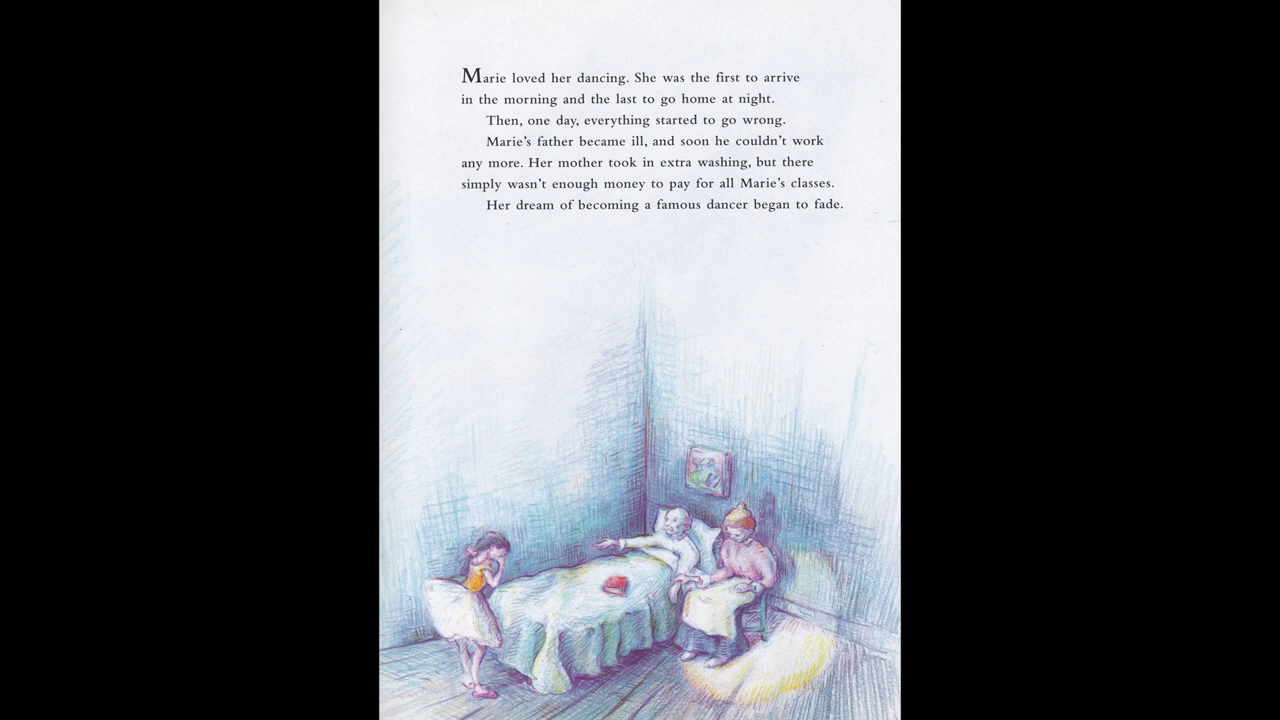 Marie loved her dancing. She was the first to arrive
in the morning and the last to go home at night.
Then, one day, everything started to go wrong.
Marie's father became ill, and soon he couldn't work
any more. Her mother took in extra washing, but there
simply wasn't enough money to pay for all Marie's classes.
Her dream of becoming a famous dancer began to fade.